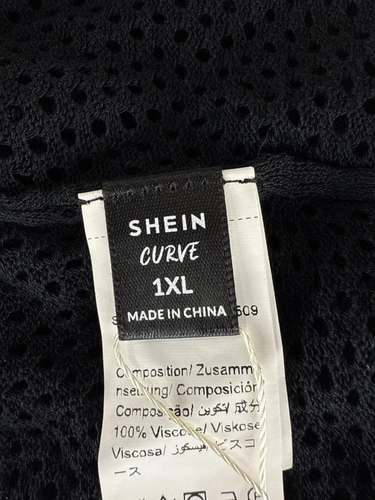 SHEIN
CURVE
1XL
MADE IN CHINA
509
Composition/ Zusamm
nsetzung/ Composición
Composição/ تكوين/ 成分
100% Viscose/ Viskose
Viscosa/ فيسكوز/ ビスコ
ース